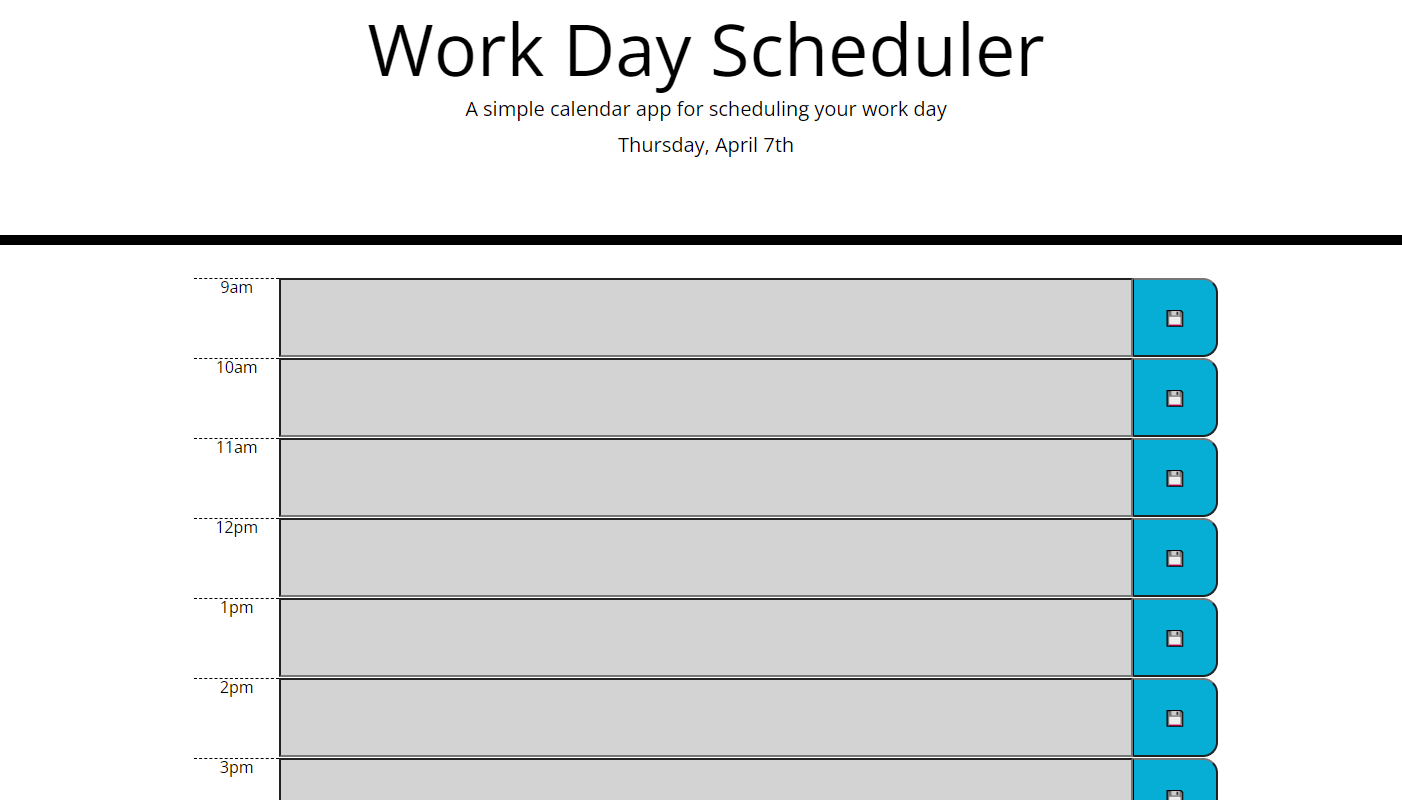 Work Day Scheduler
A simple calendar app for scheduling your work day
Thursday, April 7th
9am
10am
11am
12pm
1pm
2pm
3pm